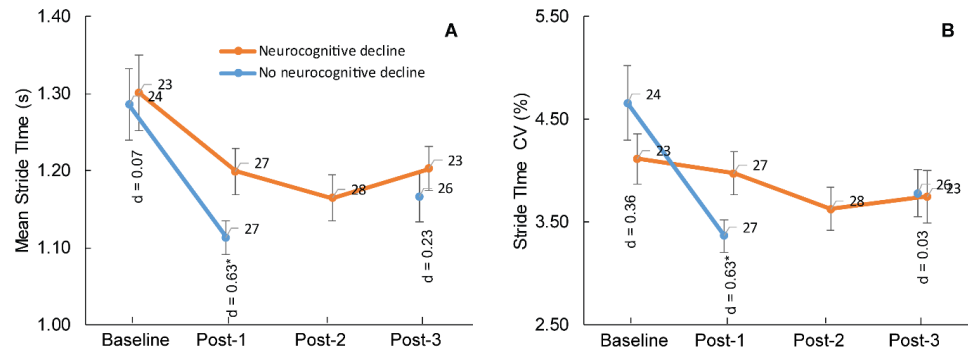 1.40
1.30
1.20
1.10
1.00
Mean Stride TIme (s)
A
Neurocognitive decline
No neurocognitive decline
23
24
27
28
23
26
27
d = 0.07
d = 0.63*
d = 0.23
Baseline Post-1 Post-2 Post-3
5.50
4.50
3.50
2.50
Stride TIme CV (%)
B
24
23
27
28
26
23
27
d = 0.36
d = 0.63*
d = 0.03
Baseline Post-1 Post-2 Post-3